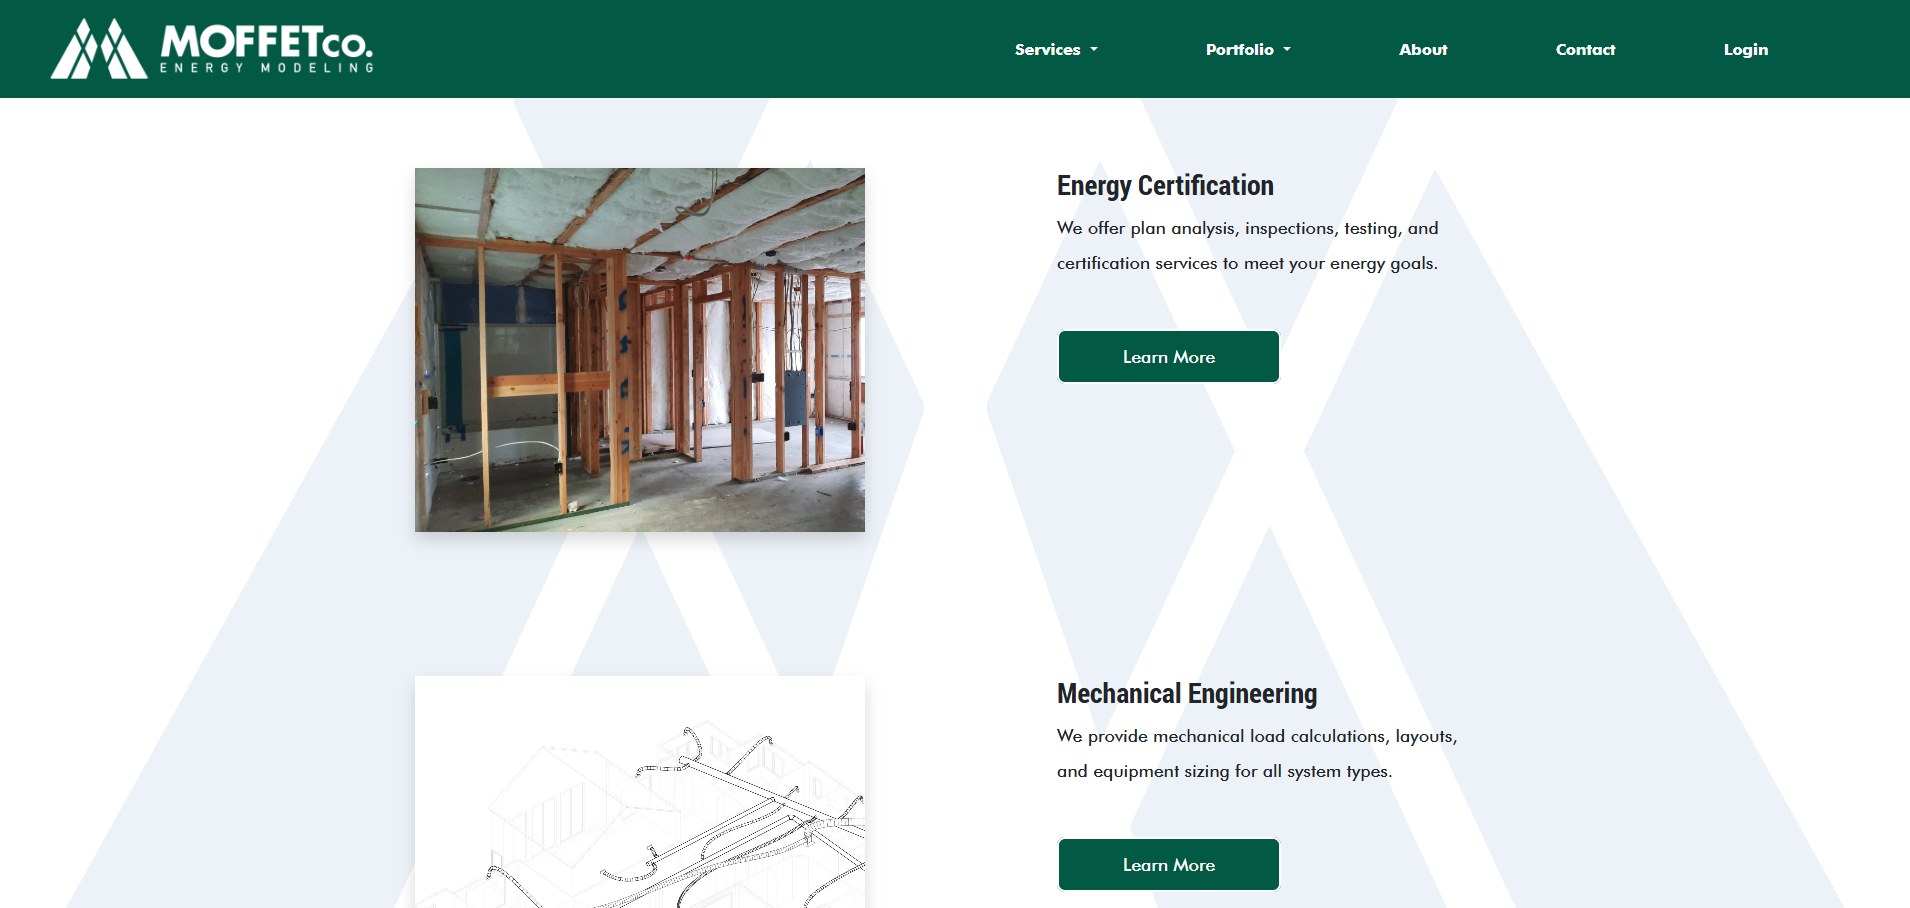 MOFFETCO.
ENERGY MODELING
Services
Portfolio
About
Contact
Login
Energy Certification
We offer plan analysis, inspections, testing, and
certification services to meet your energy goals.
Learn More
Mechanical Engineering
We provide mechanical load calculations, layouts,
and equipment sizing for all system types.
Learn More